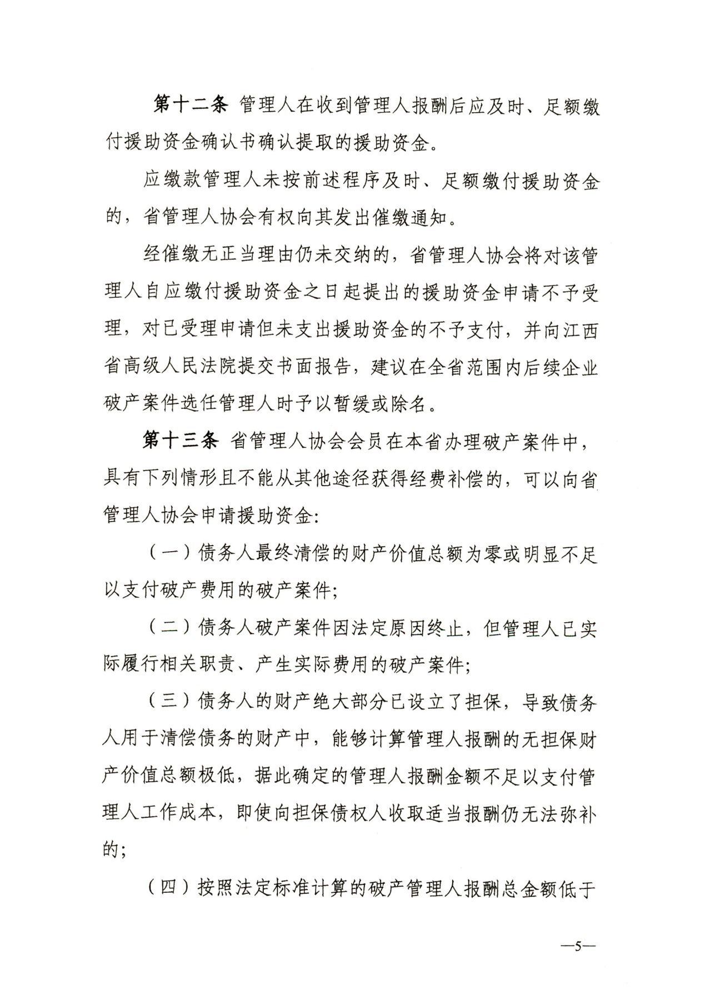 第十二条 管理人在收到管理人报酬后应及时、足额缴
付援助资金确认书确认提取的援助资金。
应缴款管理人未按前述程序及时、足额缴付援助资金
的，省管理人协会有权向其发出催缴通知。
经催缴无正当理由仍未交纳的，省管理人协会将对该管
理人自应缴付援助资金之日起提出的援助资金申请不予受
理，对已受理申请但未支出援助资金的不予支付，并向江西
省高级人民法院提交书面报告，建议在全省范围内后续企业
破产案件选任管理人时予以暂缓或除名。
第十三条 省管理人协会会员在本省办理破产案件中，
具有下列情形且不能从其他途径获得经费补偿的，可以向省
管理人协会申请援助资金：
（一）债务人最终清偿的财产价值总额为零或明显不足
以支付破产费用的破产案件；
（二）债务人破产案件因法定原因终止，但管理人已实
际履行相关职责、产生实际费用的破产案件；
（三）债务人的财产绝大部分已设立了担保，导致债务
人用于清偿债务的财产中，能够计算管理人报酬的无担保财
产价值总额极低，据此确定的管理人报酬金额不足以支付管
理人工作成本，即使向担保债权人收取适当报酬仍无法弥补
的；
（四）按照法定标准计算的破产管理人报酬总金额低于
—5—